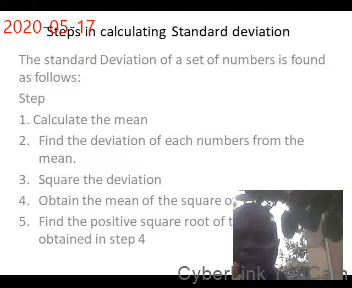 2020-05-17
Steps in calculating Standard deviation
The standard Deviation of a set of numbers is found
as follows:
Step
1. Calculate the mean
2. Find the deviation of each numbers from the
mean.
3. Square the deviation
4. Obtain the mean of the square
5. Find the positive square root of
obtained in step 4
CyberLink YouCam